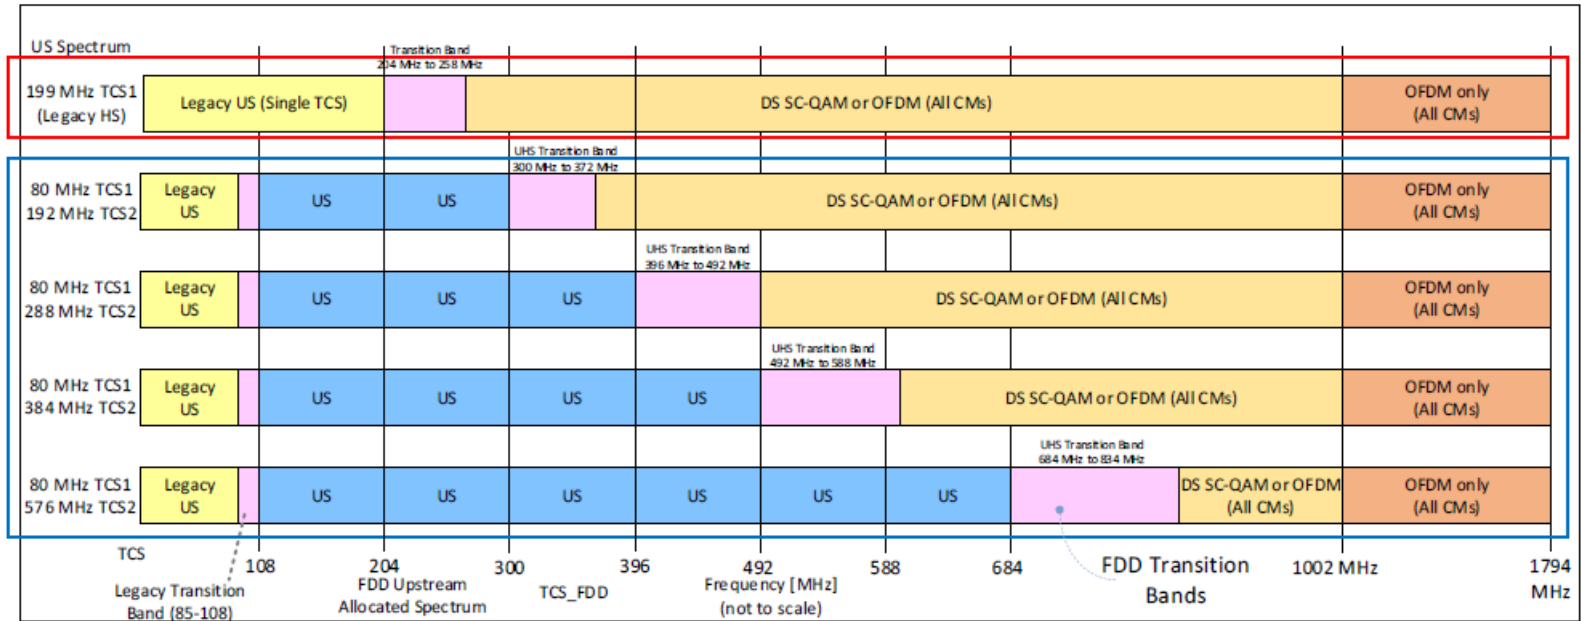 US Spectrum
Transition Band
204 MHz to 258 MHz
199 MHz TCS1
(Legacy HS)
Legacy US (Single TCS)
DS SC-QAM or OFDM (All CMs)
OFDM only
(All CMs)
UHS Transition Band
300 MHz to 372 MHz
80 MHz TCS1
192 MHz TCS2
Legacy
US
US
US
DS SC-QAM or OFDM (All CMs)
OFDM only
(All CMs)
UHS Transition Band
396 MHz to 492 MHz
80 MHz TCS1
288 MHz TCS2
Legacy
US
US
US
US
DS SC-QAM or OFDM (All CMs)
OFDM only
(All CMs)
UHS Transition Band
492 MHz to 588 MHz
80 MHz TCS1
384 MHz TCS2
Legacy
US
US
US
US
US
DS SC-QAM or OFDM (All CMs)
OFDM only
(All CMs)
UHS Transition Band
684 MHz to 834 MHz
80 MHz TCS1
576 MHz TCS2
Legacy
US
US
US
US
US
US
US
DS SC-QAM or OFDM
(All CMs)
OFDM only
(All CMs)
TCS
108
204
300
396
492
588
684
1002 MHz
1794
MHz
Legacy Transition
Band (85-108)
FDD Upstream
Allocated Spectrum
TCS_FDD
Frequency [MHz]
(not to scale)
FDD Transition
Bands